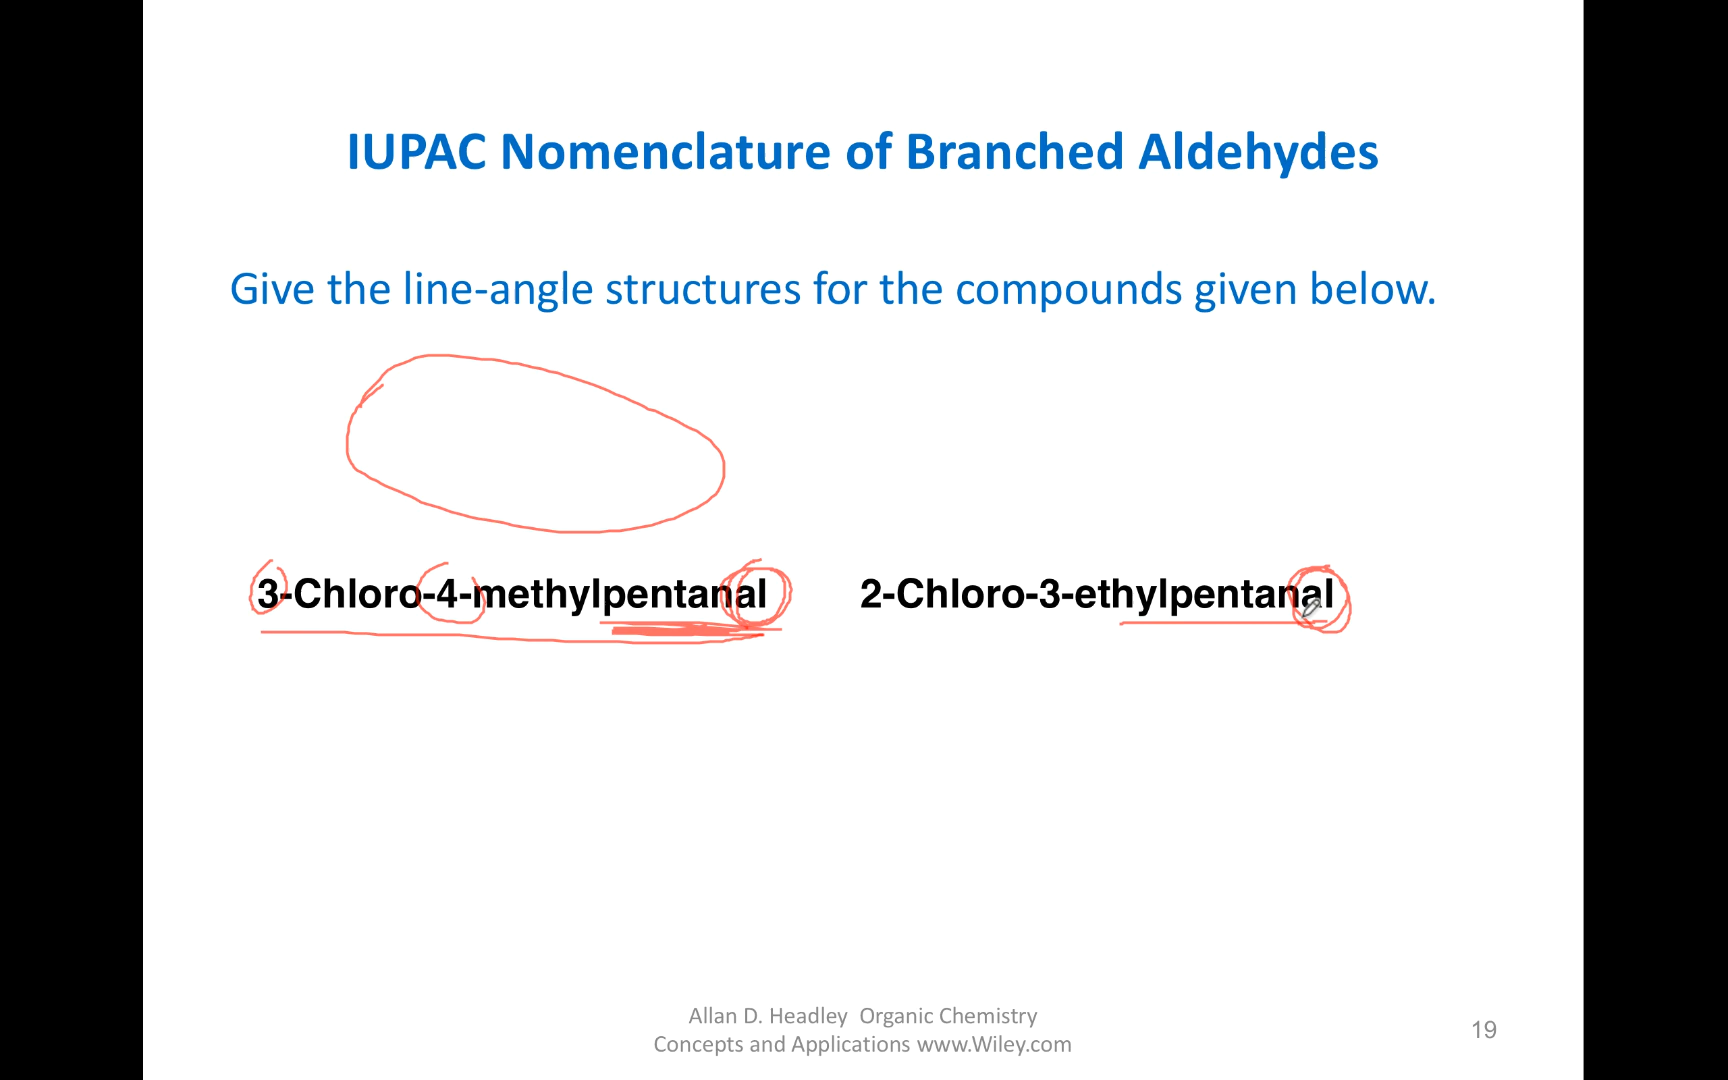 IUPAC Nomenclature of Branched Aldehydes
Give the line-angle structures for the compounds given below.
3-Chloro-4-methylpentanal 2-Chloro-3-ethylpentanal
Allan D. Headley Organic Chemistry
Concepts and Applications www.Wiley.com
19